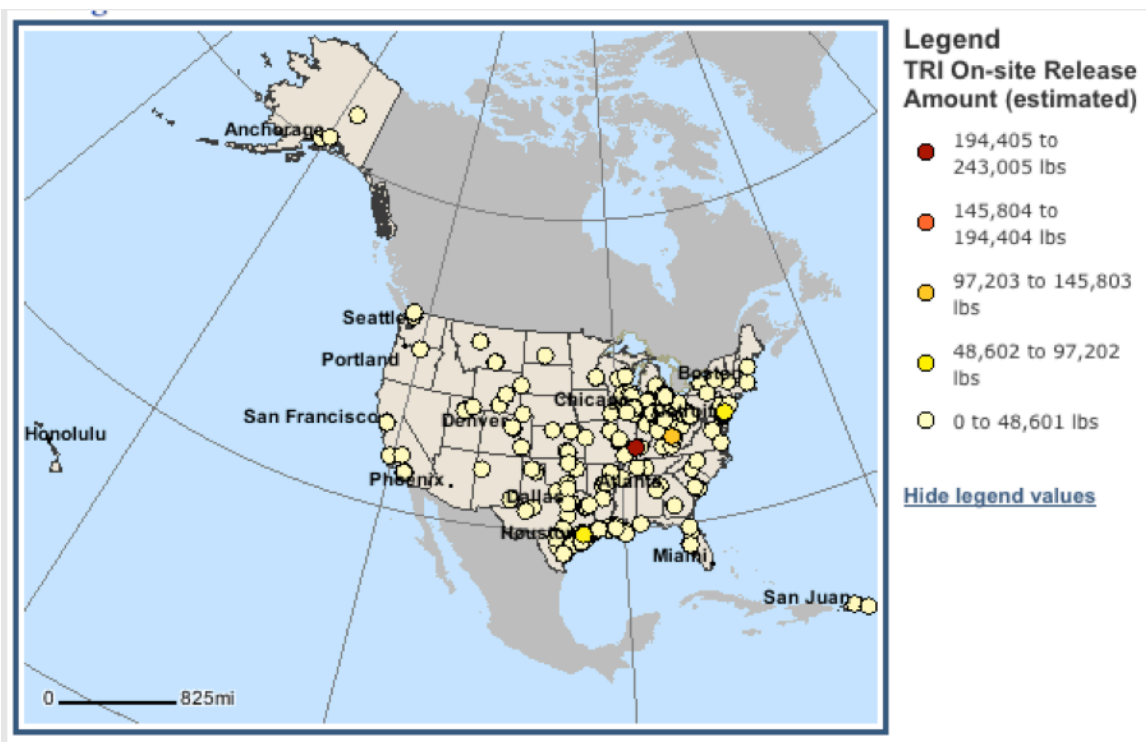 Legend
TRI On-site Release
Amount (estimated)
194,405 to
243,005 lbs
145,804 to
194,404 lbs
97,203 to 145,803
lbs
48,602 to 97,202
lbs
0 to 48,601 lbs
Hide legend values
Anchorage
Seattle
Portland
Boston
Chicago
Detroit
San Francisco
Denver
Honolulu
Phoenix
Atlanta
Dallas
Houston
Miami
San Juan
0
825mi